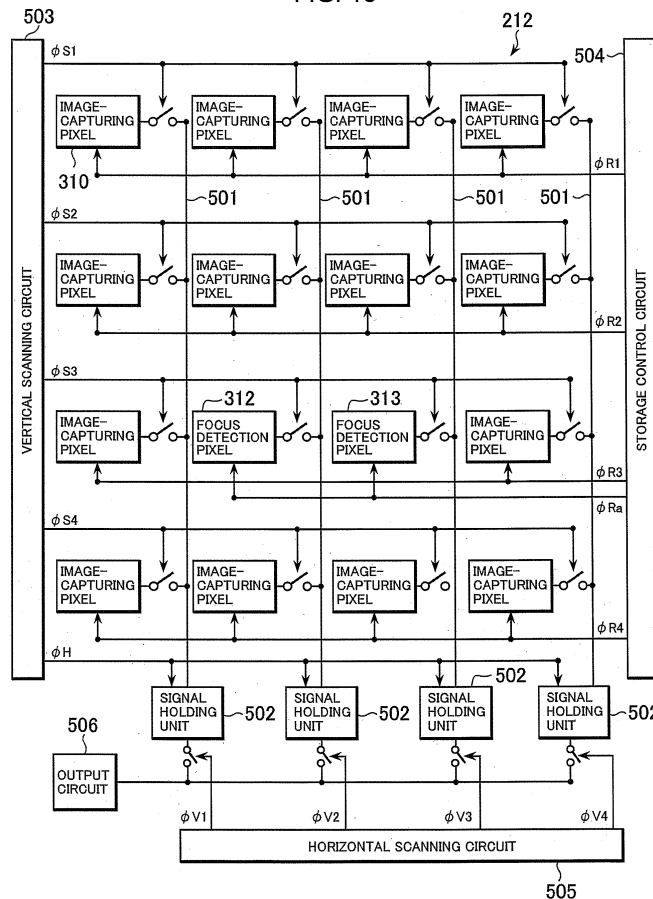 503
212
504
φS1
IMAGE-
CAPTURING
PIXEL
IMAGE-
CAPTURING
PIXEL
IMAGE-
CAPTURING
PIXEL
IMAGE-
CAPTURING
PIXEL
310
φR1
501
501
501
501
φS2
IMAGE-
CAPTURING
PIXEL
IMAGE-
CAPTURING
PIXEL
IMAGE-
CAPTURING
PIXEL
IMAGE-
CAPTURING
PIXEL
φR2
VERTICAL SCANNING CIRCUIT
STORAGE CONTROL CIRCUIT
φS3
312
313
IMAGE-
CAPTURING
PIXEL
FOCUS
DETECTION
PIXEL
FOCUS
DETECTION
PIXEL
IMAGE-
CAPTURING
PIXEL
φR3
φRa
φS4
IMAGE-
CAPTURING
PIXEL
IMAGE-
CAPTURING
PIXEL
IMAGE-
CAPTURING
PIXEL
IMAGE-
CAPTURING
PIXEL
φR4
φH
SIGNAL
HOLDING
UNIT
502
SIGNAL
HOLDING
UNIT
502
SIGNAL
HOLDING
UNIT
502
SIGNAL
HOLDING
UNIT
502
506
OUTPUT
CIRCUIT
φV1
φV2
φV3
φV4
HORIZONTAL SCANNING CIRCUIT
505